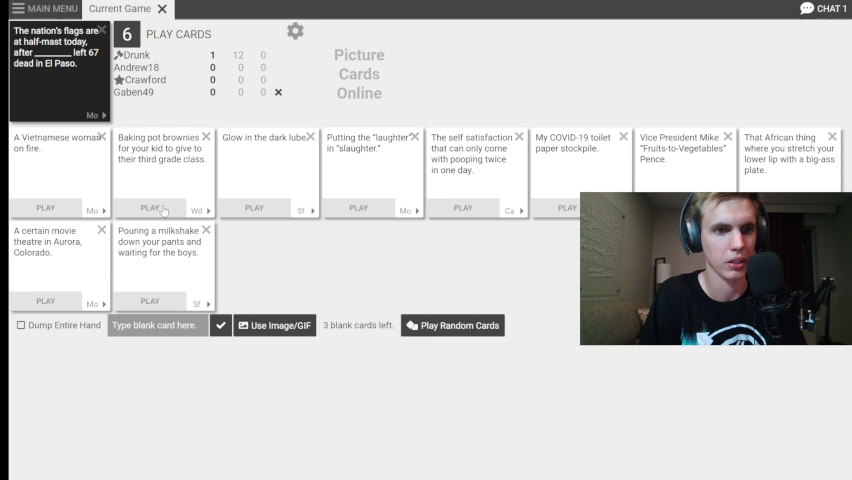 MAIN MENU
Current Game
CHAT 1
The nation's flags are
at half-mast today,
after ________ left 67
dead in El Paso.
Mo
6 PLAY CARDS
Drunk 1 12 0
Andrew18 0 0 0
Crawford 0 0 0
Gaben49 0 0 0
Picture
Cards
Online
A Vietnamese woman
on fire.
PLAY
Mo
Baking pot brownies
for your kid to give to
their third grade class.
PLAY
Wd
Glow in the dark lube.
PLAY
Sf
Putting the "laughter"
in "slaughter."
PLAY
Mo
The self satisfaction
that can only come
with pooping twice
in one day.
PLAY
Ca
My COVID-19 toilet
paper stockpile.
PLAY
Vice President Mike
"Fruits-to-Vegetables"
Pence.
That African thing
where you stretch your
lower lip with a big-ass
plate.
A certain movie
theatre in Aurora,
Colorado.
PLAY
Mo
Pouring a milkshake
down your pants and
waiting for the boys.
PLAY
Sf
Dump Entire Hand
Type blank card here.
Use Image/GIF
3 blank cards left.
Play Random Cards